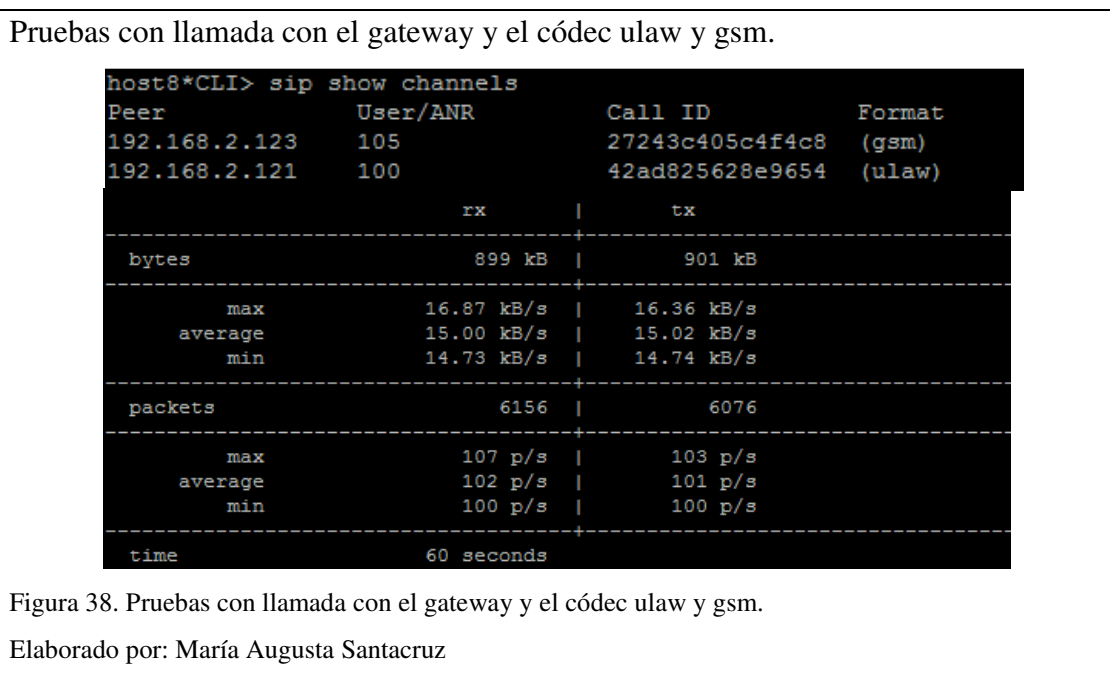 Pruebas con llamada con el gateway y el códec ulaw y gsm.
host8*CLI> sip show channels
Peer User/ANR Call ID Format
192.168.2.123 105 27243c405c4f4c8 (gsm)
192.168.2.121 100 42ad825628e9654 (ulaw)
rx | tx
bytes 899 kB | 901 kB
max 16.87 kB/s | 16.36 kB/s
average 15.00 kB/s | 15.02 kB/s
min 14.73 kB/s | 14.74 kB/s
packets 6156 | 6076
max 107 p/s | 103 p/s
average 102 p/s | 101 p/s
min 100 p/s | 100 p/s
time 60 seconds
Figura 38. Pruebas con llamada con el gateway y el códec ulaw y gsm.
Elaborado por: María Augusta Santacruz